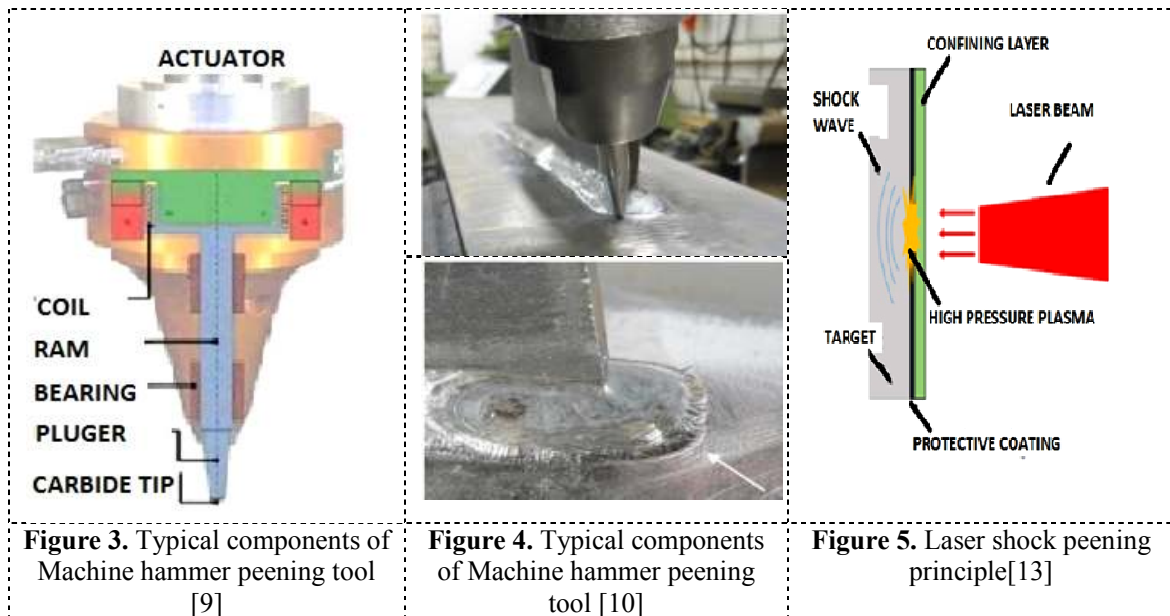 ACTUATOR
COIL
RAM
BEARING
PLUGER
CARBIDE TIP
Figure 3. Typical components of
Machine hammer peening tool
[9]
Figure 4. Typical components
of Machine hammer peening
tool [10]
CONFINING LAYER
SHOCK
WAVE
LASER BEAM
HIGH PRESSURE PLASMA
TARGET
PROTECTIVE COATING
Figure 5. Laser shock peening
principle[13]